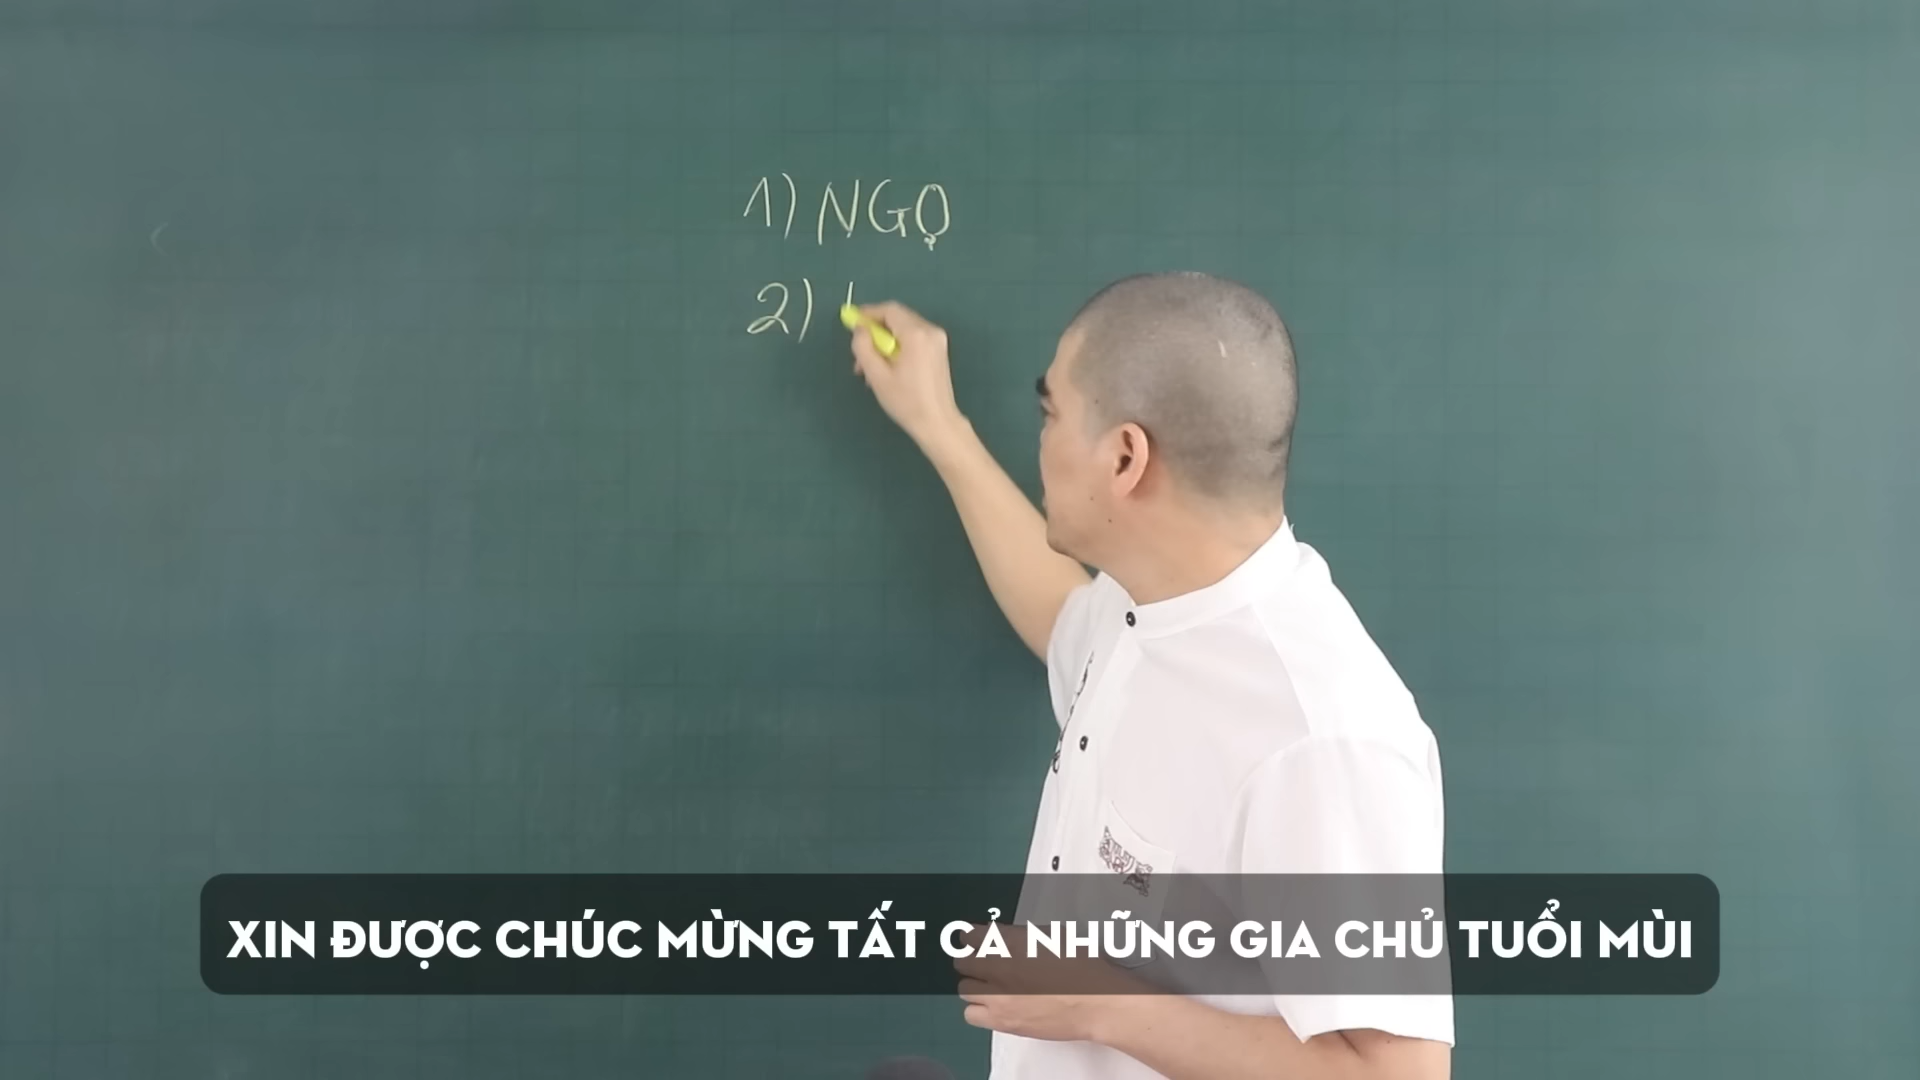 1) NGỌ
2)
XIN ĐƯỢC CHÚC MỪNG TẤT CẢ NHỮNG GIA CHỦ TUỔI MÙI